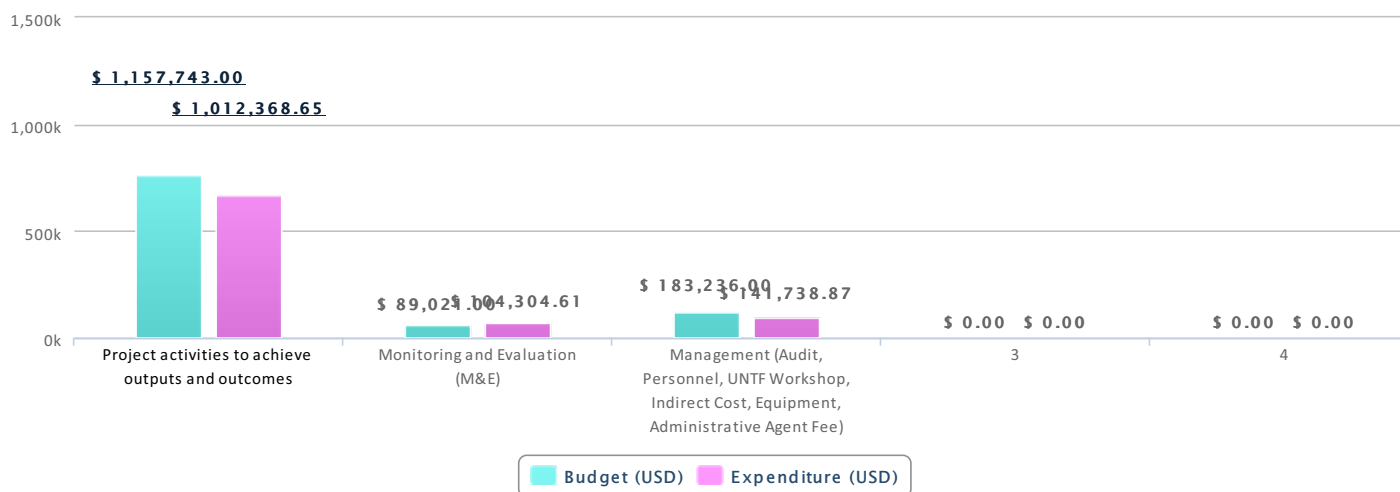 1,500k
$ 1,157,743.00
$ 1,012,368.65
1,000k
500k
$ 183,236.00
$ 141,738.87
$ 89,021.00
$ 104,304.61
$ 0.00 $ 0.00
$ 0.00 $ 0.00
0k
Project activities to achieve
outputs and outcomes
Monitoring and Evaluation
(M&E)
Management (Audit,
Personnel, UNTF Workshop,
Indirect Cost, Equipment,
Administrative Agent Fee)
3
4
Budget (USD) Expenditure (USD)